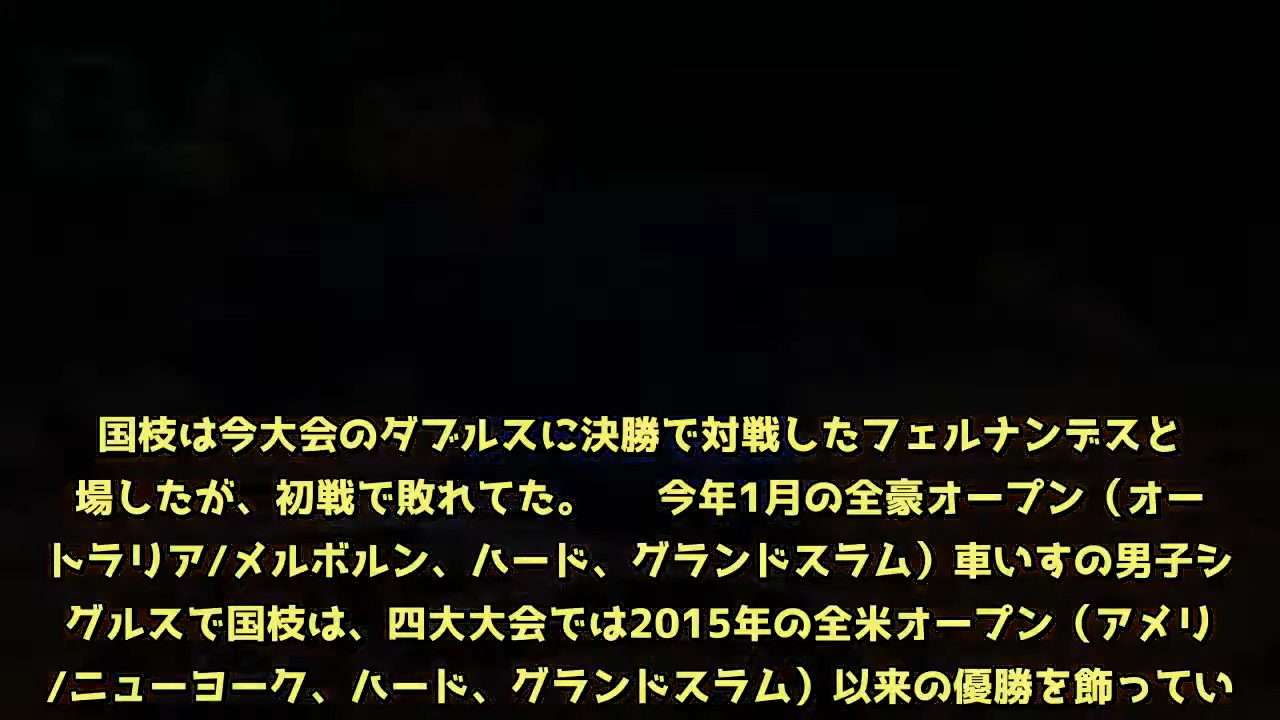 国枝は今大会のダブルスに決勝で対戦したフェルナンデスと
場したが、初戦で敗れてた。　　今年1月の全豪オープン（オー
トラリア/メルボルン、ハード、グランドスラム）車いすの男子シ
グルスで国枝は、四大大会では2015年の全米オープン（アメリ
/ニューヨーク、ハード、グランドスラム）以来の優勝を飾ってい